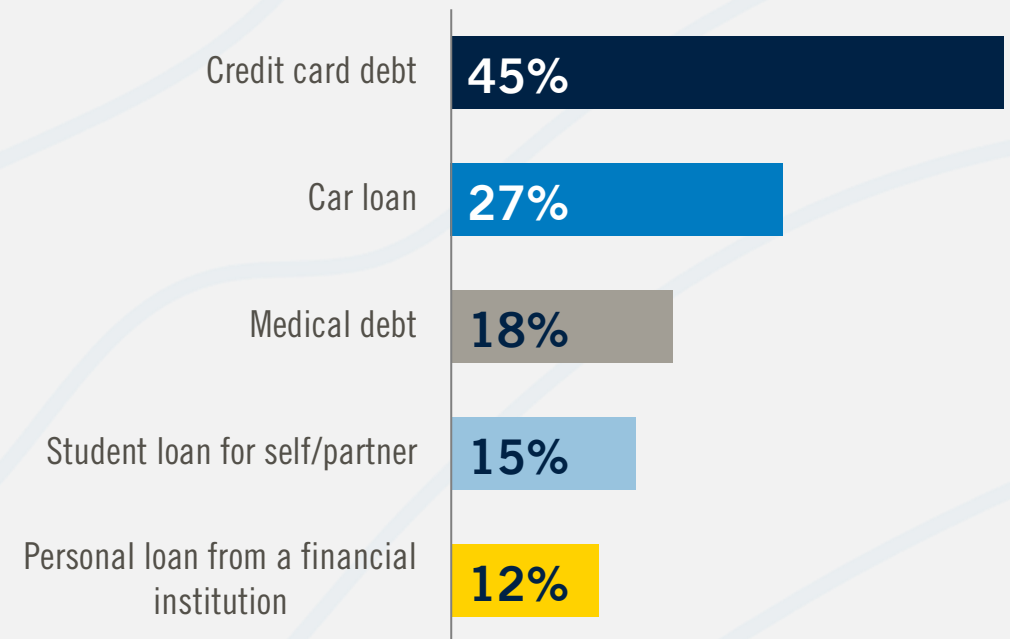 Credit card debt
45%
Car loan
27%
Medical debt
18%
Student loan for self/partner
15%
Personal loan from a financial
institution
12%